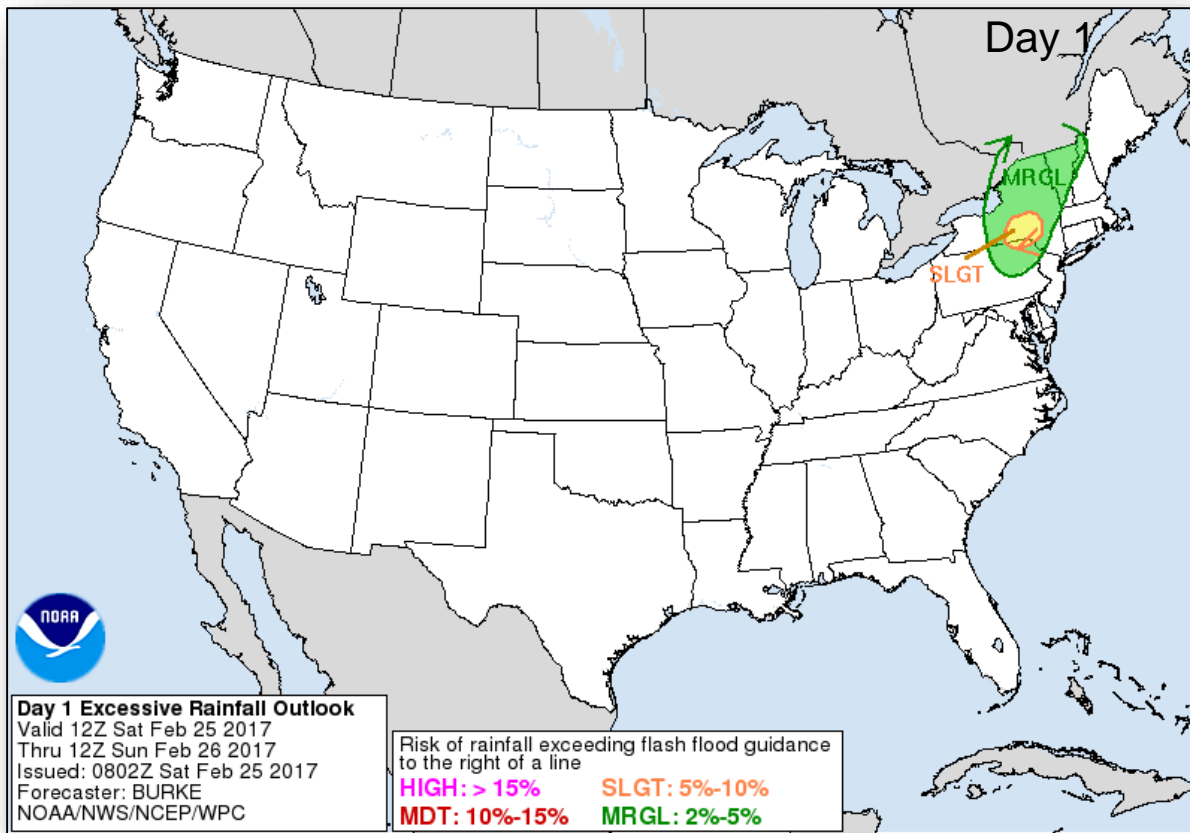 Day 1
MRGL
SLGT
NOAA
Day 1 Excessive Rainfall Outlook
Valid 12Z Sat Feb 25 2017
Thru 12Z Sun Feb 26 2017
Issued: 0802Z Sat Feb 25 2017
Forecaster: BURKE
NOAA/NWS/NCEP/WPC
Risk of rainfall exceeding flash flood guidance
to the right of a line
HIGH: > 15% SLGT: 5%-10%
MDT: 10%-15% MRGL: 2%-5%